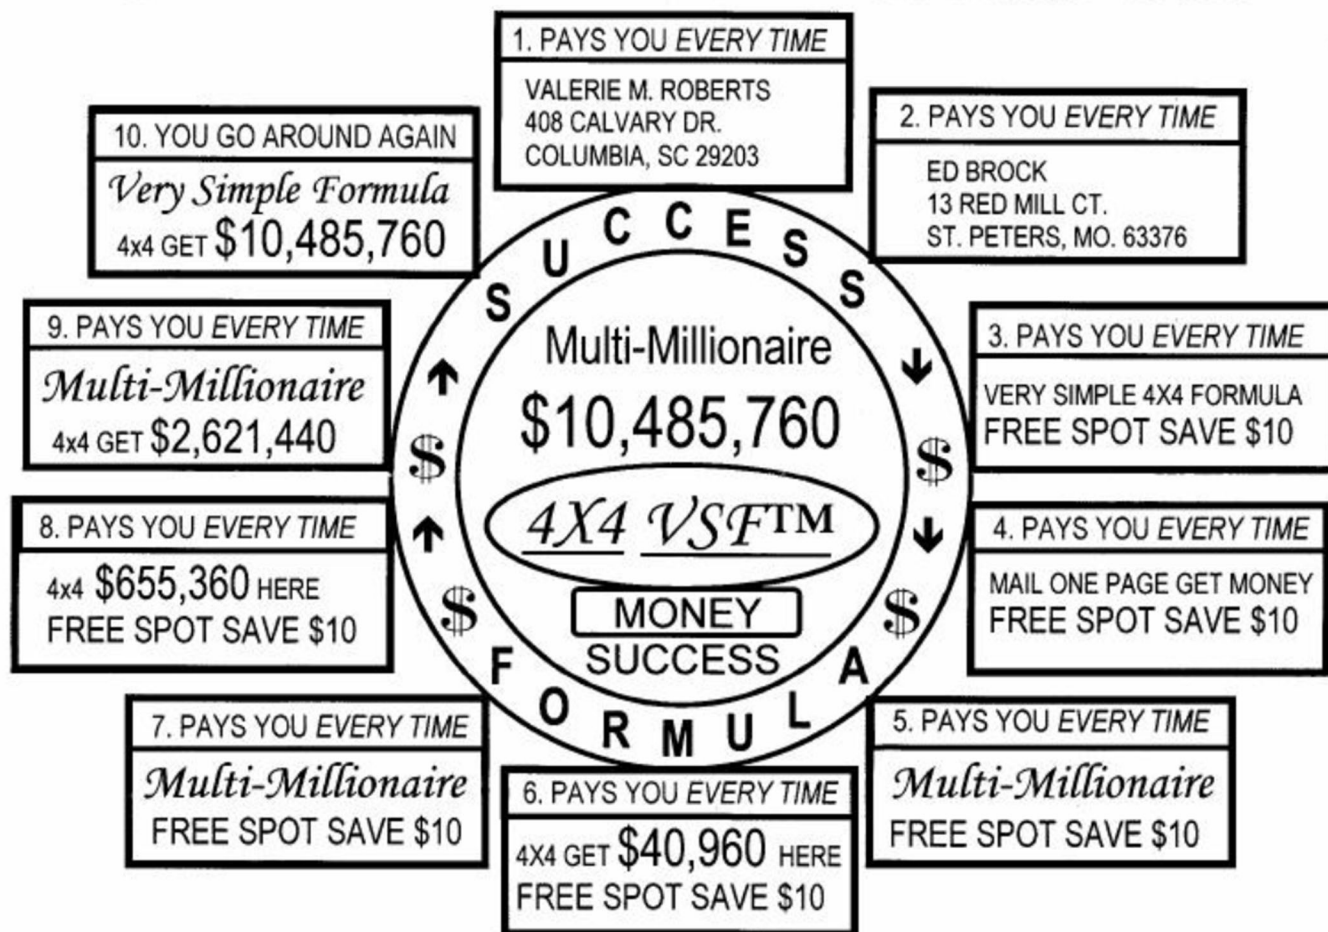 1. PAYS YOU EVERY TIME
VALERIE M. ROBERTS
408 CALVARY DR.
COLUMBIA, SC 29203
2. PAYS YOU EVERY TIME
ED BROCK
13 RED MILL CT.
ST. PETERS, MO. 63376
3. PAYS YOU EVERY TIME
VERY SIMPLE 4X4 FORMULA
FREE SPOT SAVE $10
4. PAYS YOU EVERY TIME
MAIL ONE PAGE GET MONEY
FREE SPOT SAVE $10
5. PAYS YOU EVERY TIME
Multi-Millionaire
FREE SPOT SAVE $10
6. PAYS YOU EVERY TIME
4X4 GET $40,960 HERE
FREE SPOT SAVE $10
7. PAYS YOU EVERY TIME
Multi-Millionaire
FREE SPOT SAVE $10
8. PAYS YOU EVERY TIME
4x4 $655,360 HERE
FREE SPOT SAVE $10
9. PAYS YOU EVERY TIME
Multi-Millionaire
4x4 GET $2,621,440
10. YOU GO AROUND AGAIN
Very Simple Formula
4x4 GET $10,485,760
SUCCESS
$ $
$ $
FORMULA
Multi-Millionaire
$10,485,760
4X4 VSF™
MONEY
SUCCESS